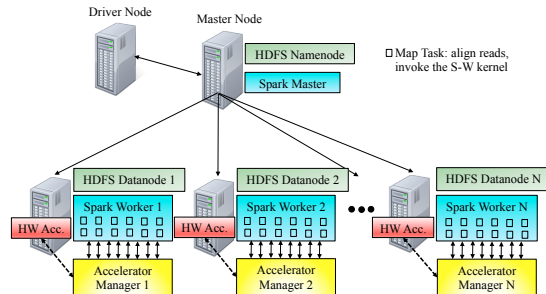 Driver Node
Master Node
HDFS Namenode
Spark Master
Map Task: align reads,
invoke the S-W kernel
HDFS Datanode 1
Spark Worker 1
HW Acc.
Accelerator
Manager 1
HDFS Datanode 2
Spark Worker 2
HW Acc.
Accelerator
Manager 2
HDFS Datanode N
Spark Worker N
HW Acc.
Accelerator
Manager N